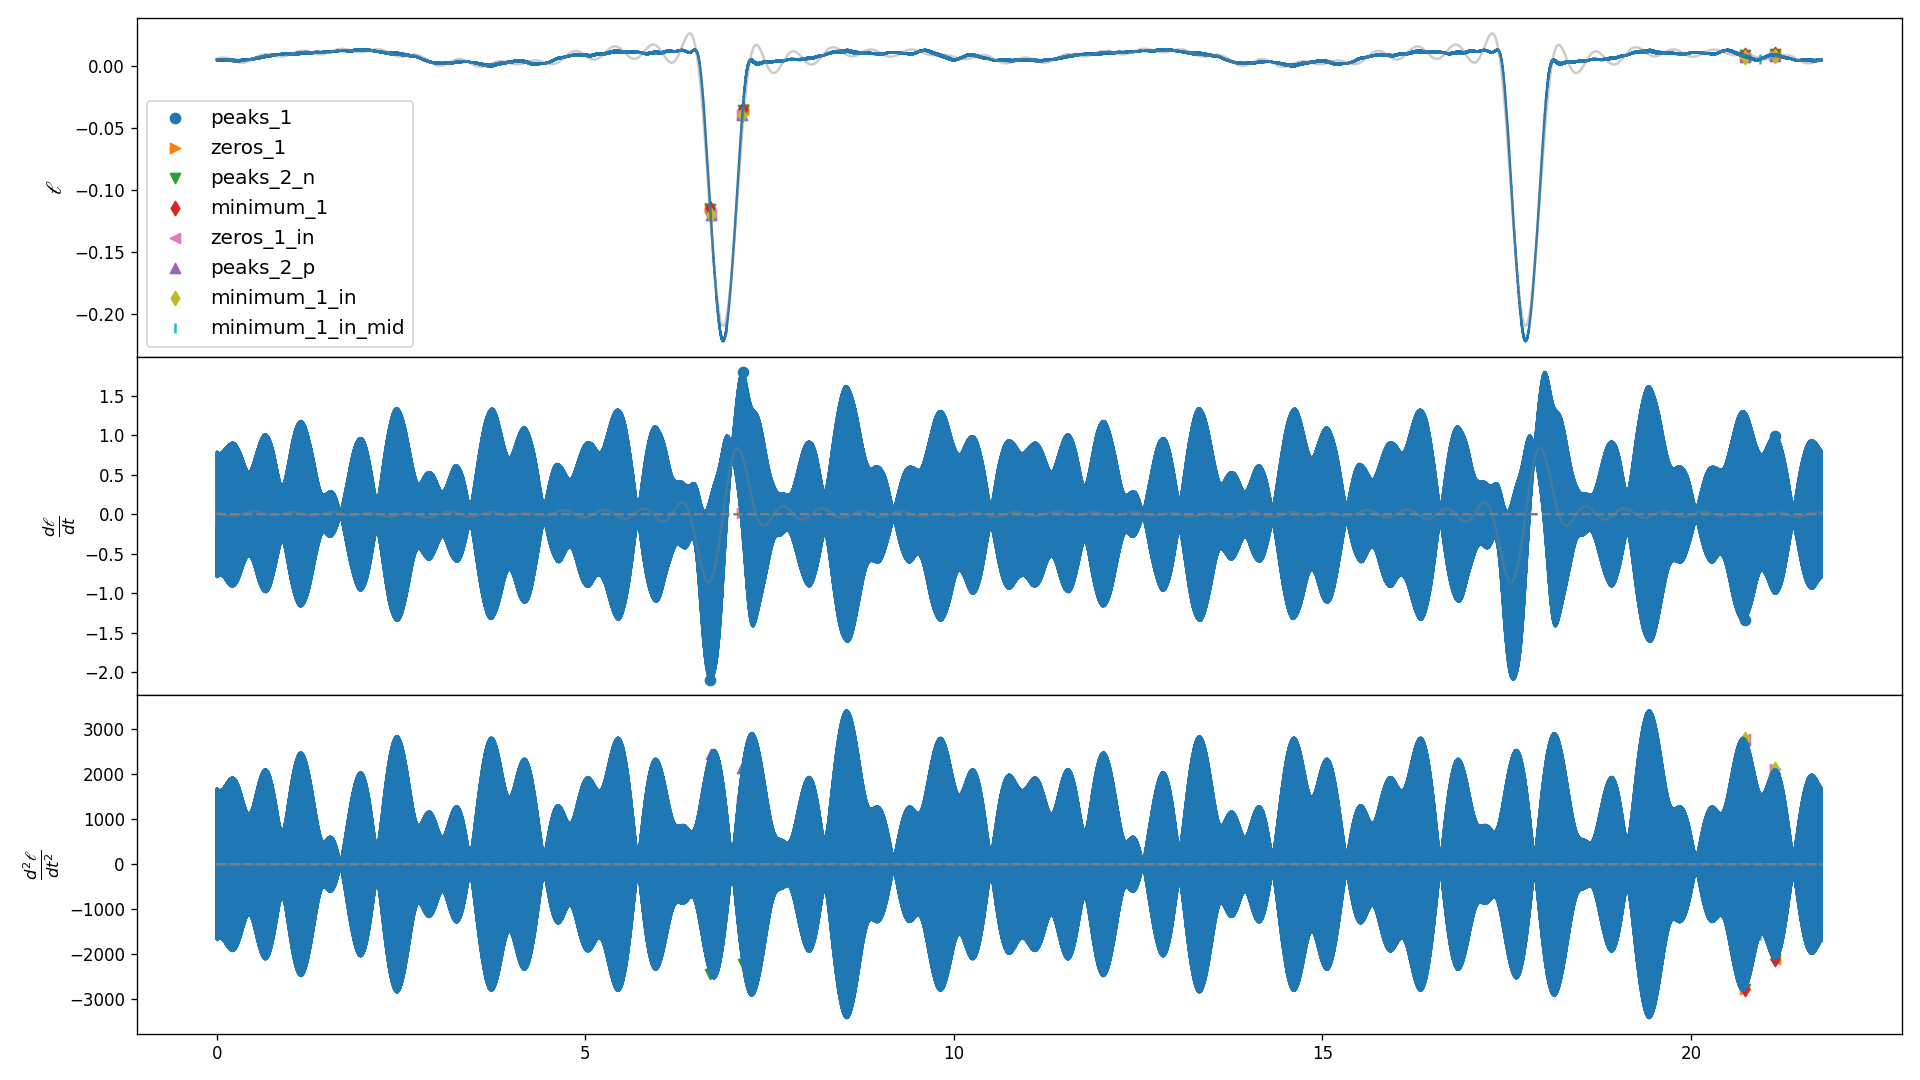 0.00
−0.05
−0.10
−0.15
−0.20
ℓ
peaks_1
zeros_1
peaks_2_n
minimum_1
zeros_1_in
peaks_2_p
minimum_1_in
minimum_1_in_mid
1.5
1.0
0.5
0.0
−0.5
−1.0
−1.5
−2.0
dℓ
dt
3000
2000
1000
0
−1000
−2000
−3000
d²ℓ
dt²
0 5 10 15 20